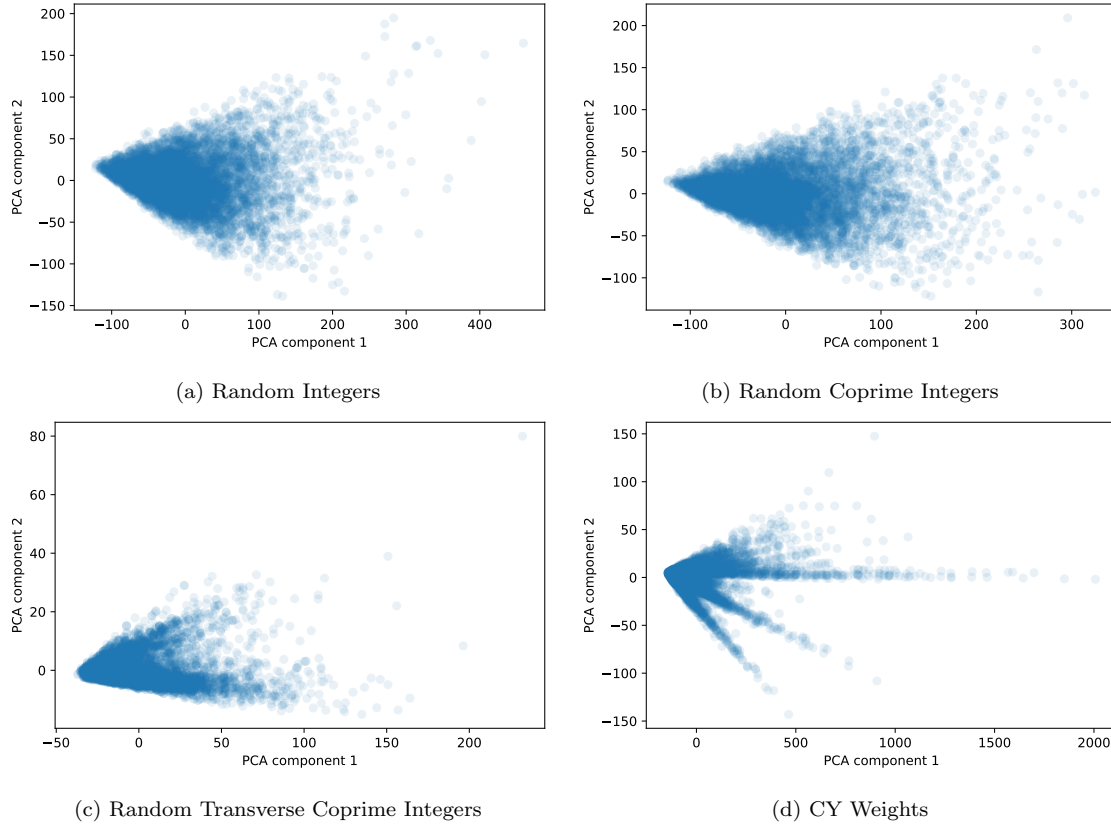 200
150
100
50
0
−50
−100
−150
PCA component 2
−100 0 100 200 300 400
PCA component 1
(a) Random Integers
200
150
100
50
0
−50
−100
PCA component 2
−100 0 100 200 300
PCA component 1
(b) Random Coprime Integers
80
60
40
20
0
PCA component 2
−50 0 50 100 150 200
PCA component 1
(c) Random Transverse Coprime Integers
150
100
50
0
−50
−100
−150
PCA component 2
0 500 1000 1500 2000
PCA component 1
(d) CY Weights